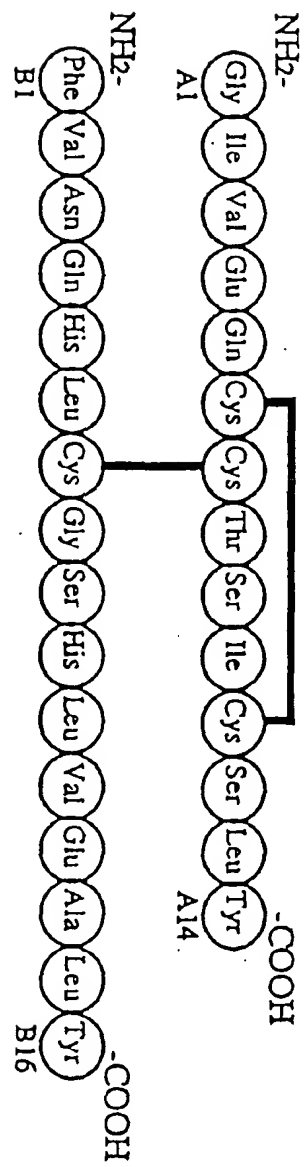 NH2-
Gly Ile Val Glu Gln Cys Cys Thr Ser Ile Cys Ser Leu Tyr
-COOH
A1 A14
NH2-
Phe Val Asn Gln His Leu Cys Gly Ser His Leu Val Glu Ala Leu Tyr
-COOH
B1 B16